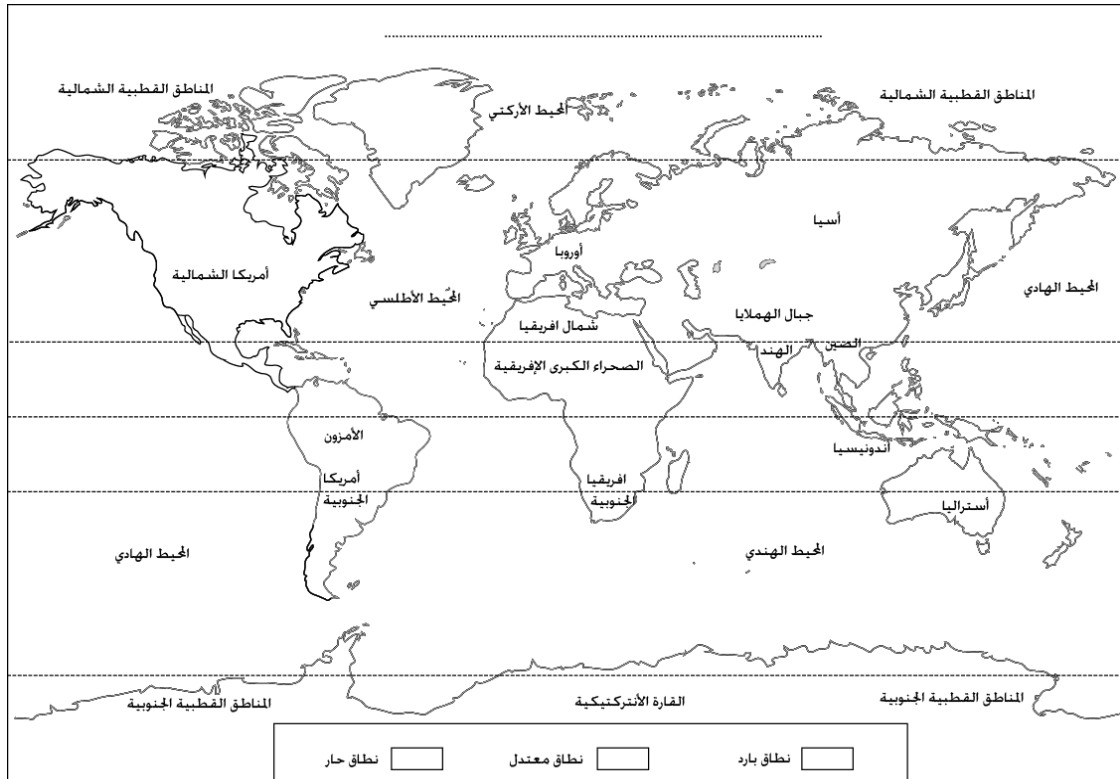 المناطق القطبية الشمالية
المناطق القطبية الشمالية
المحيط الأركتي
أسيا
أوروبا
أمريكا الشمالية
المحيط الهادي
المحيط الأطلسي
جبال الهملايا
شمال افريقيا
الصين
الهند
الصحراء الكبرى الإفريقية
الأمزون
أندونيسيا
أمريكا
الجنوبية
افريقيا
الجنوبية
أستراليا
المحيط الهندي
المحيط الهادي
المناطق القطبية الجنوبية
القارة الأنتركتيكية
المناطق القطبية الجنوبية
نطاق بارد
نطاق معتدل
نطاق حار